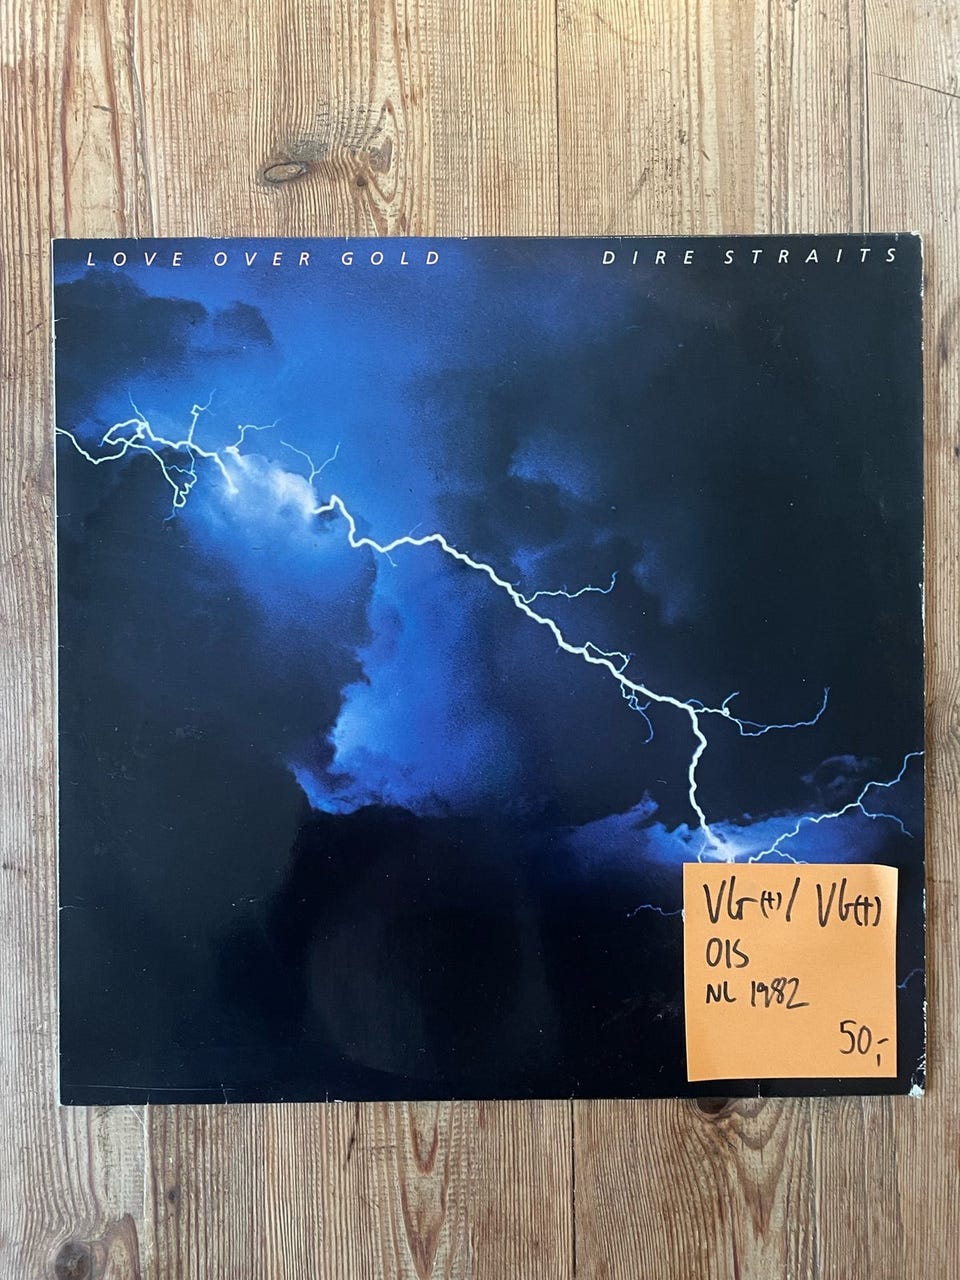 LOVE OVER GOLD DIRE STRAITS
VG(+)/ VG(+)
OIS
NL 1982
50,-